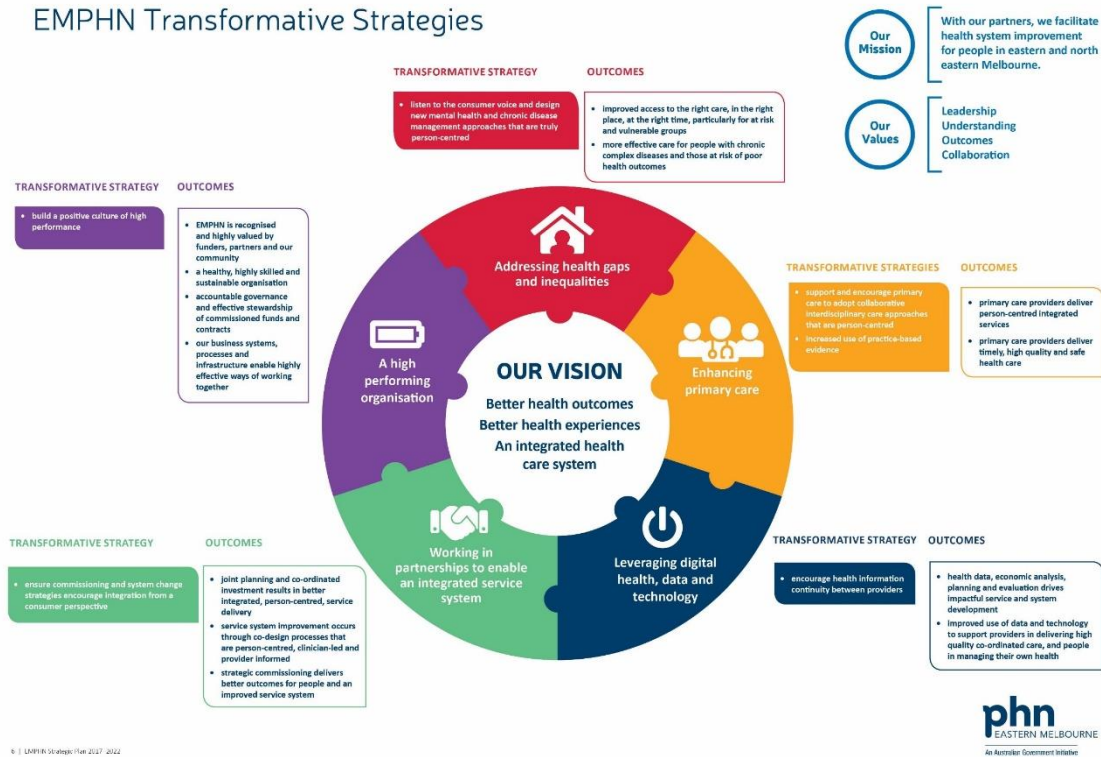 EMPHN Transformative Strategies
Our
Mission
With our partners, we facilitate
health system improvement
for people in eastern and north
eastern Melbourne.
Our
Values
Leadership
Understanding
Outcomes
Collaboration
TRANSFORMATIVE STRATEGY
OUTCOMES
• listen to the consumer voice and design
new mental health and chronic disease
management approaches that are truly
person-centred
• improved access to the right care, in the right
place, at the right time, particularly for at risk
and vulnerable groups
• more effective care for people with chronic
complex diseases and those at risk of poor
health outcomes
TRANSFORMATIVE STRATEGY
OUTCOMES
• build a positive culture of high
performance
• EMPHN is recognised
and highly valued by
funders, partners and our
community
• a healthy, highly skilled and
sustainable organisation
• accountable governance
and effective stewardship
of commissioned funds and
contracts
• our business systems,
processes and
infrastructure enable highly
effective ways of working
together
Addressing health gaps
and inequalities
TRANSFORMATIVE STRATEGIES
OUTCOMES
• support and encourage primary
care to adopt collaborative
interdisciplinary care approaches
that are person-centred
• increased use of practice-based
evidence
• primary care providers deliver
person-centred integrated
services
• primary care providers deliver
timely, high quality and safe
health care
A high
performing
organisation
Enhancing
primary care
OUR VISION
Better health outcomes
Better health experiences
An integrated health
care system
Working in
partnerships to enable
an integrated service
system
Leveraging digital
health, data and
technology
TRANSFORMATIVE STRATEGY
OUTCOMES
• ensure commissioning and system change
strategies encourage integration from a
consumer perspective
• joint planning and co-ordinated
investment results in better
integrated, person-centred, service
delivery
• service system improvement occurs
through co-design processes that
are person-centred, clinician-led and
provider informed
• strategic commissioning delivers
better outcomes for people and an
improved service system
TRANSFORMATIVE STRATEGY
OUTCOMES
• encourage health information
continuity between providers
• health data, economic analysis,
planning and evaluation drives
impactful service and system
development
• improved use of data and technology
to support providers in delivering high
quality co-ordinated care, and people
in managing their own health
phn
EASTERN MELBOURNE
An Australian Government Initiative
6 | EMPHN Strategic Plan 2017-2022